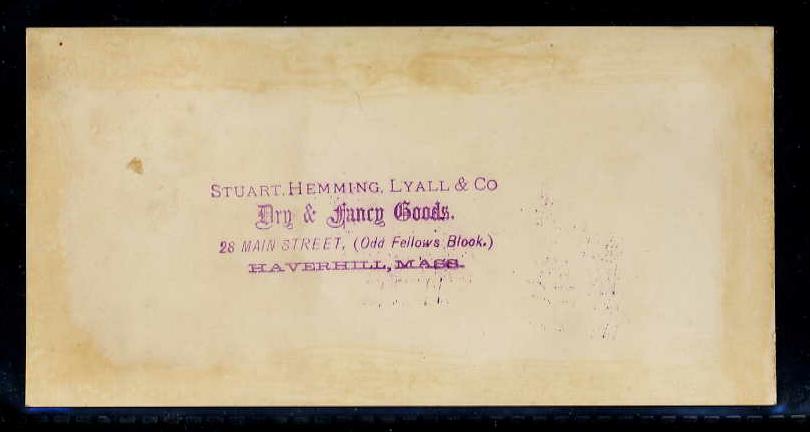 STUART, HEMMING, LYALL & CO
Dry & Fancy Goods.
28 MAIN STREET, (Odd Fellows Block.)
HAVERHILL, MASS.